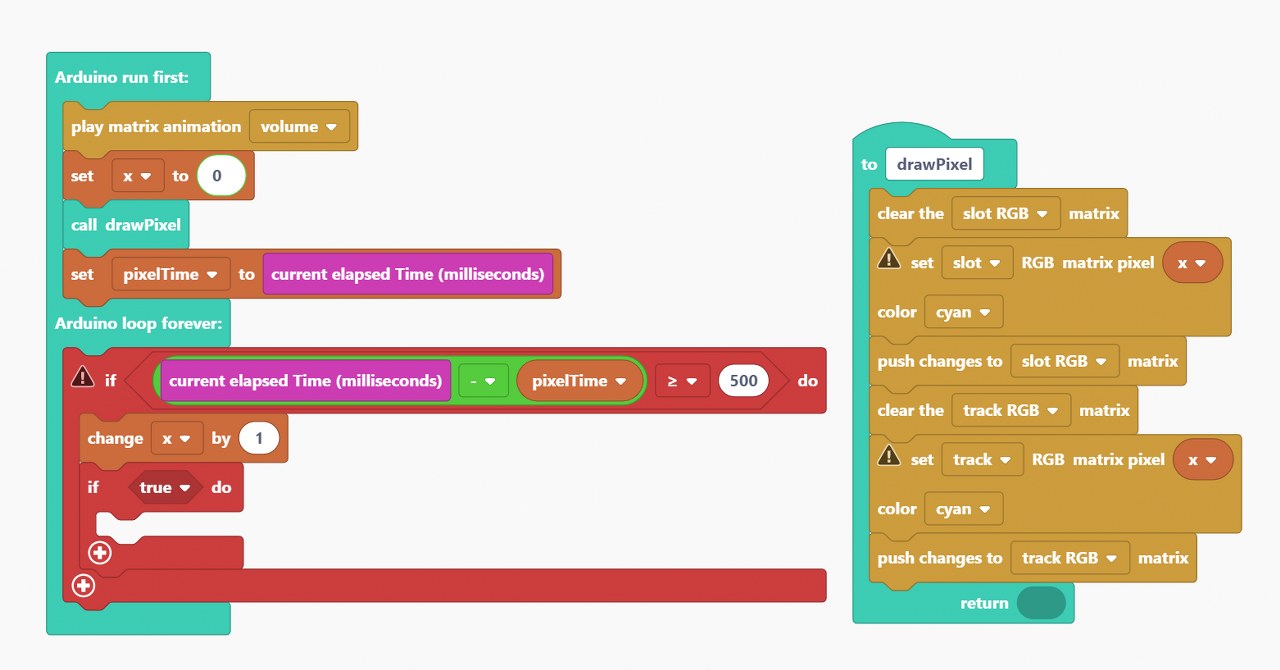 Arduino run first:
play matrix animation volume
set x to 0
call drawPixel
set pixelTime to current elapsed Time (milliseconds)
Arduino loop forever:
if current elapsed Time (milliseconds) - pixelTime ≥ 500 do
change x by 1
if true do
to drawPixel
clear the slot RGB matrix
set slot RGB matrix pixel x
color cyan
push changes to slot RGB matrix
clear the track RGB matrix
set track RGB matrix pixel x
color cyan
push changes to track RGB matrix
return